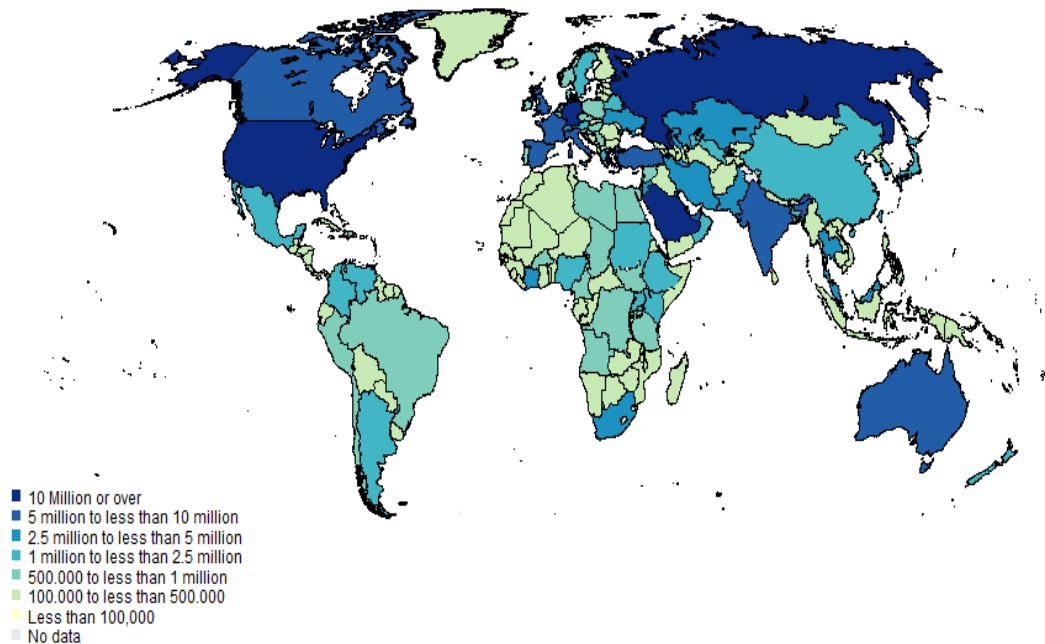 10 Million or over
5 million to less than 10 million
2.5 million to less than 5 million
1 million to less than 2.5 million
500.000 to less than 1 million
100.000 to less than 500.000
Less than 100,000
No data